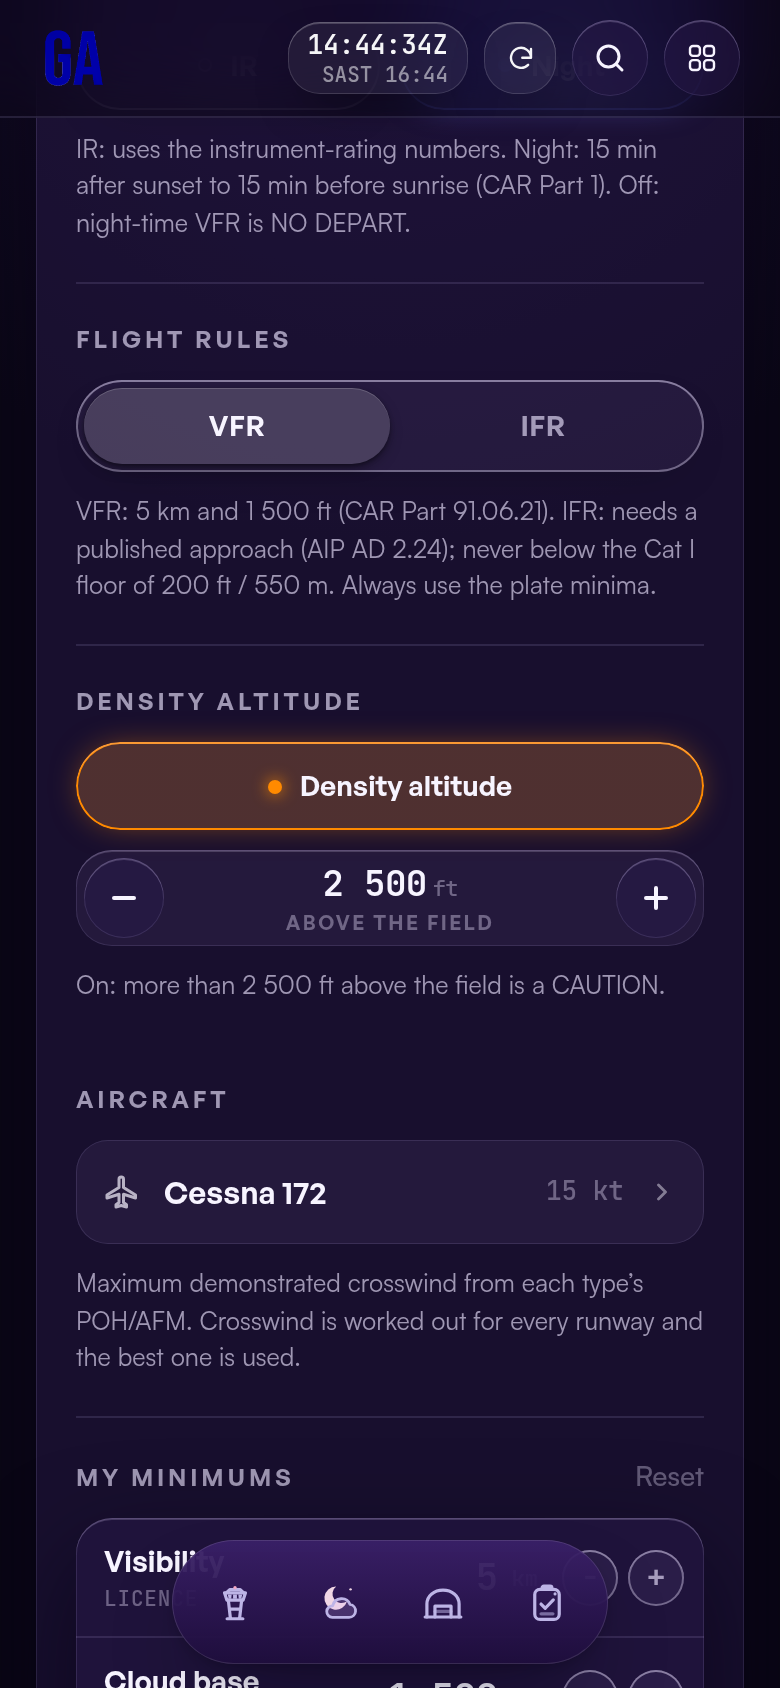 GA
14:44:34Z
SAST 16:44
IR: uses the instrument-rating numbers. Night: 15 min
after sunset to 15 min before sunrise (CAR Part 1). Off:
night-time VFR is NO DEPART.
FLIGHT RULES
VFR
IFR
VFR: 5 km and 1 500 ft (CAR Part 91.06.21). IFR: needs a
published approach (AIP AD 2.24); never below the Cat I
floor of 200 ft / 550 m. Always use the plate minima.
DENSITY ALTITUDE
Density altitude
2 500 ft
ABOVE THE FIELD
On: more than 2 500 ft above the field is a CAUTION.
AIRCRAFT
Cessna 172
15 kt
Maximum demonstrated crosswind from each type’s
POH/AFM. Crosswind is worked out for every runway and
the best one is used.
MY MINIMUMS
Reset
Visibility
5 km
Cloud base
1 500